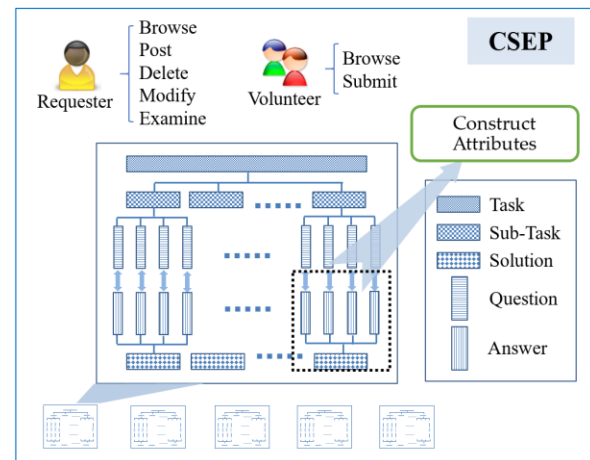 Browse
Post
Delete
Modify
Examine
Requester
Browse
Submit
Volunteer
CSEP
Construct
Attributes
Task
Sub-Task
Solution
Question
Answer